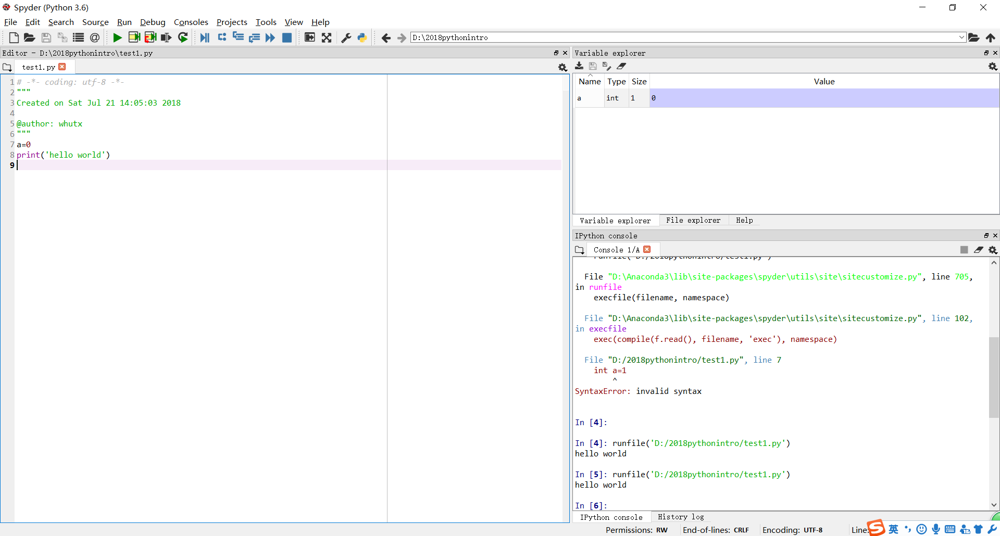 Spyder (Python 3.6)
File Edit Search Source Run Debug Consoles Projects Tools View Help
D:\2018pythonintro
Editor - D:\2018pythonintro\test1.py
test1.py
1 # -*- coding: utf-8 -*-
2 """
3 Created on Sat Jul 21 14:05:03 2018
4
5 @author: whutx
6 """
7 a=0
8 print('hello world')
9
Variable explorer
Name Type Size Value
a int 1 0
Variable explorer File explorer Help
IPython console
Console 1/A
runfile('D:/2018pythonintro/test1.py')
File "D:\Anaconda3\lib\site-packages\spyder\utils\site\sitecustomize.py", line 705,
in runfile
execfile(filename, namespace)
File "D:\Anaconda3\lib\site-packages\spyder\utils\site\sitecustomize.py", line 102,
in execfile
exec(compile(f.read(), filename, 'exec'), namespace)
File "D:/2018pythonintro/test1.py", line 7
int a=1
^
SyntaxError: invalid syntax
In [4]:
In [4]: runfile('D:/2018pythonintro/test1.py')
hello world
In [5]: runfile('D:/2018pythonintro/test1.py')
hello world
In [6]:
IPython console History log
Permissions: RW End-of-lines: CRLF Encoding: UTF-8 Line: 英